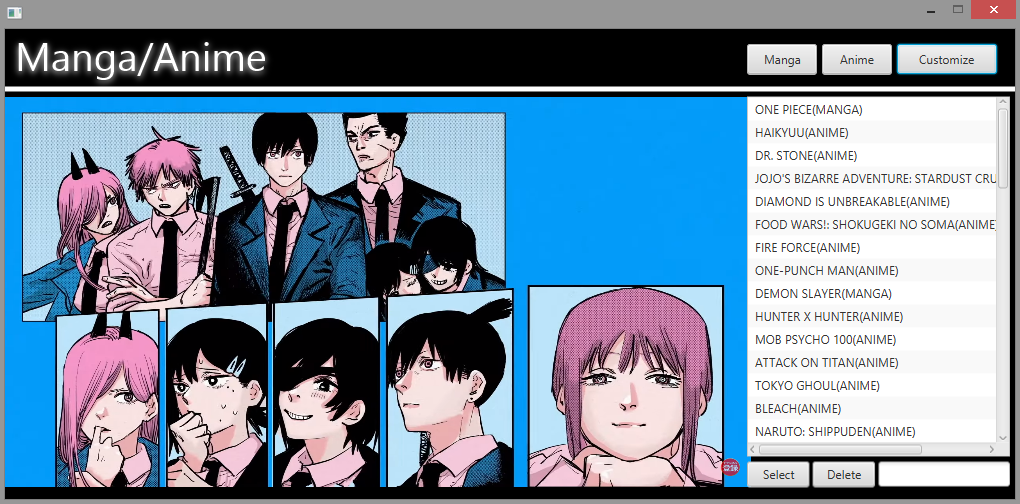 Manga/Anime
Manga
Anime
Customize
ONE PIECE(MANGA)
HAIKYUU(ANIME)
DR. STONE(ANIME)
JOJO'S BIZARRE ADVENTURE: STARDUST CRU
DIAMOND IS UNBREAKABLE(ANIME)
FOOD WARS!: SHOKUGEKI NO SOMA(ANIME)
FIRE FORCE(ANIME)
ONE-PUNCH MAN(ANIME)
DEMON SLAYER(MANGA)
HUNTER X HUNTER(ANIME)
MOB PSYCHO 100(ANIME)
ATTACK ON TITAN(ANIME)
TOKYO GHOUL(ANIME)
BLEACH(ANIME)
NARUTO: SHIPPUDEN(ANIME)
Select
Delete